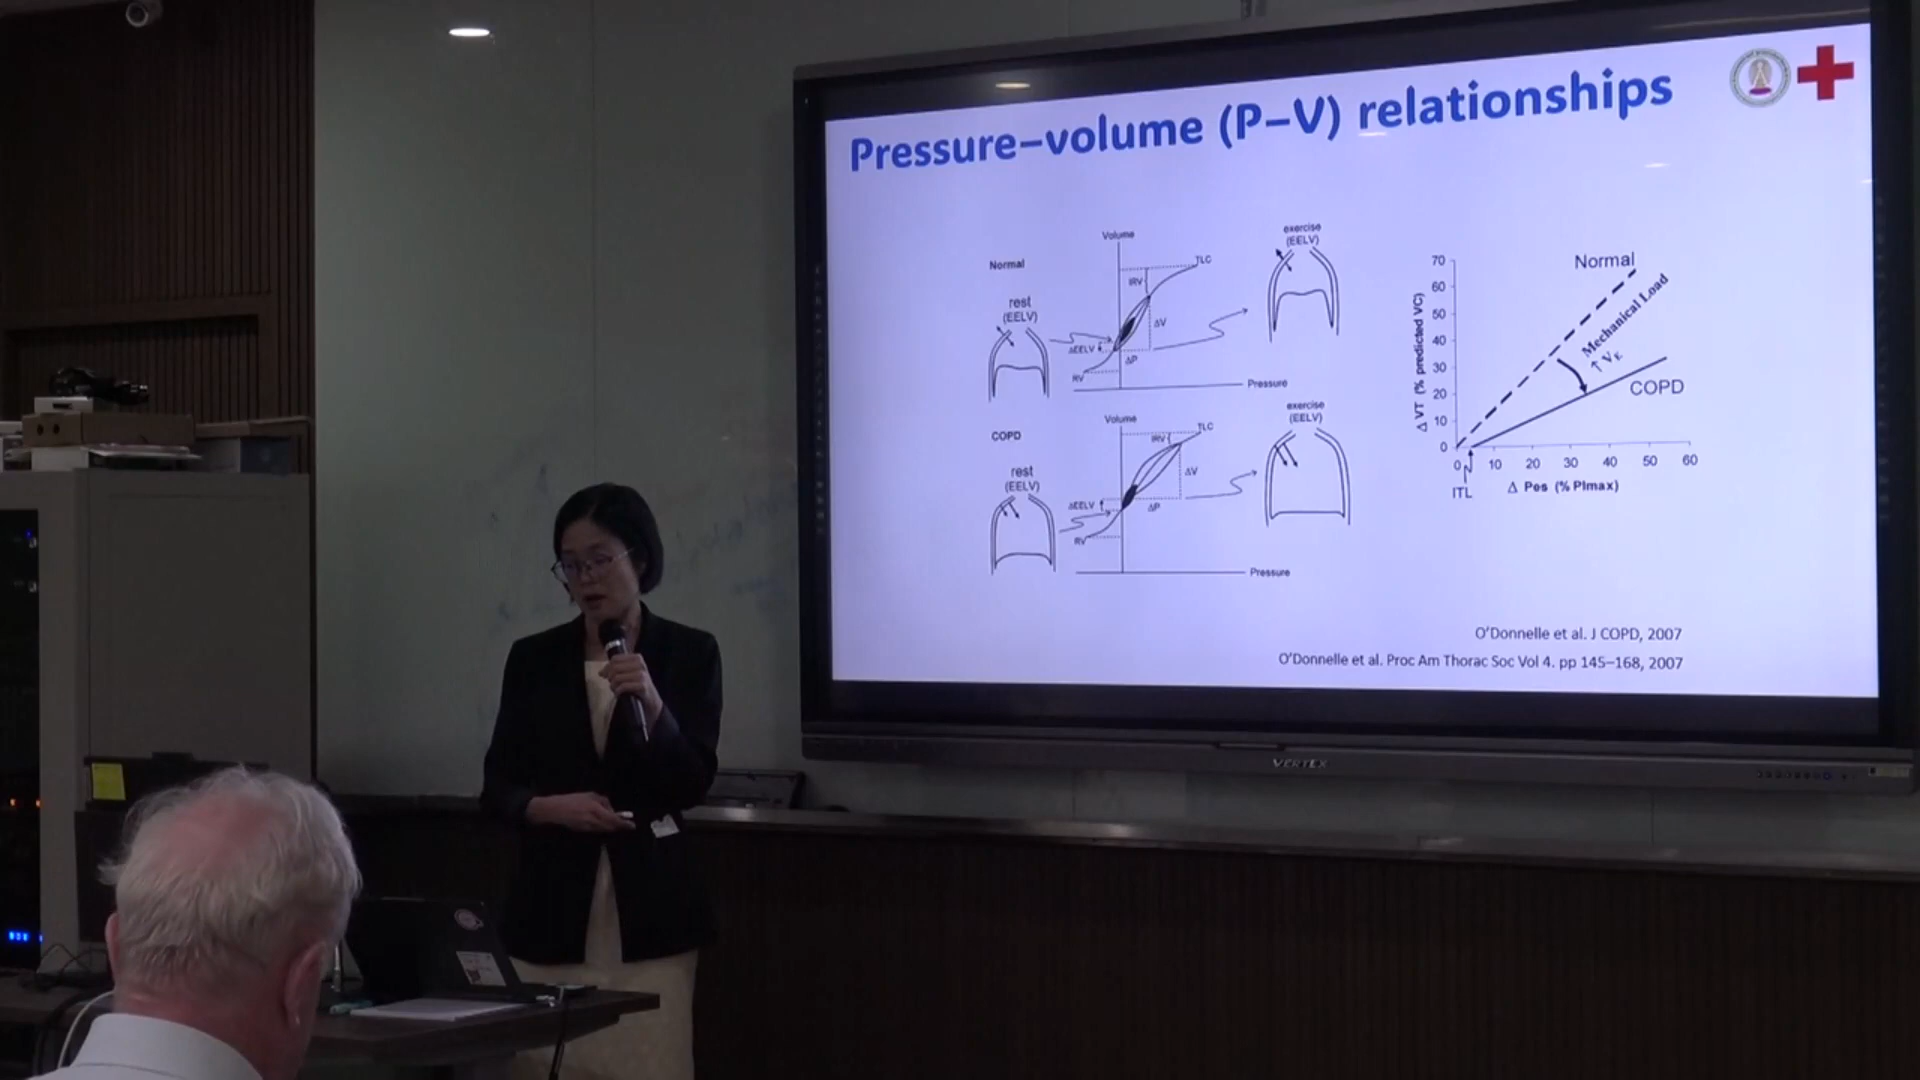 Pressure–volume (P–V) relationships
Normal
rest
(EELV)
Volume
TLC
IRV
ΔV
ΔEELV
ΔP
RV
Pressure
exercise
(EELV)
COPD
rest
(EELV)
Volume
TLC
IRV
ΔV
ΔEELV
ΔP
RV
Pressure
exercise
(EELV)
Δ VT (% predicted VC)
70
60
50
40
30
20
10
0
Normal
Mechanical Load
↑ VE
COPD
0 10 20 30 40 50 60
ITL
Δ Pes (% PImax)
O'Donnelle et al. J COPD, 2007
O'Donnelle et al. Proc Am Thorac Soc Vol 4. pp 145–168, 2007
VERTEX